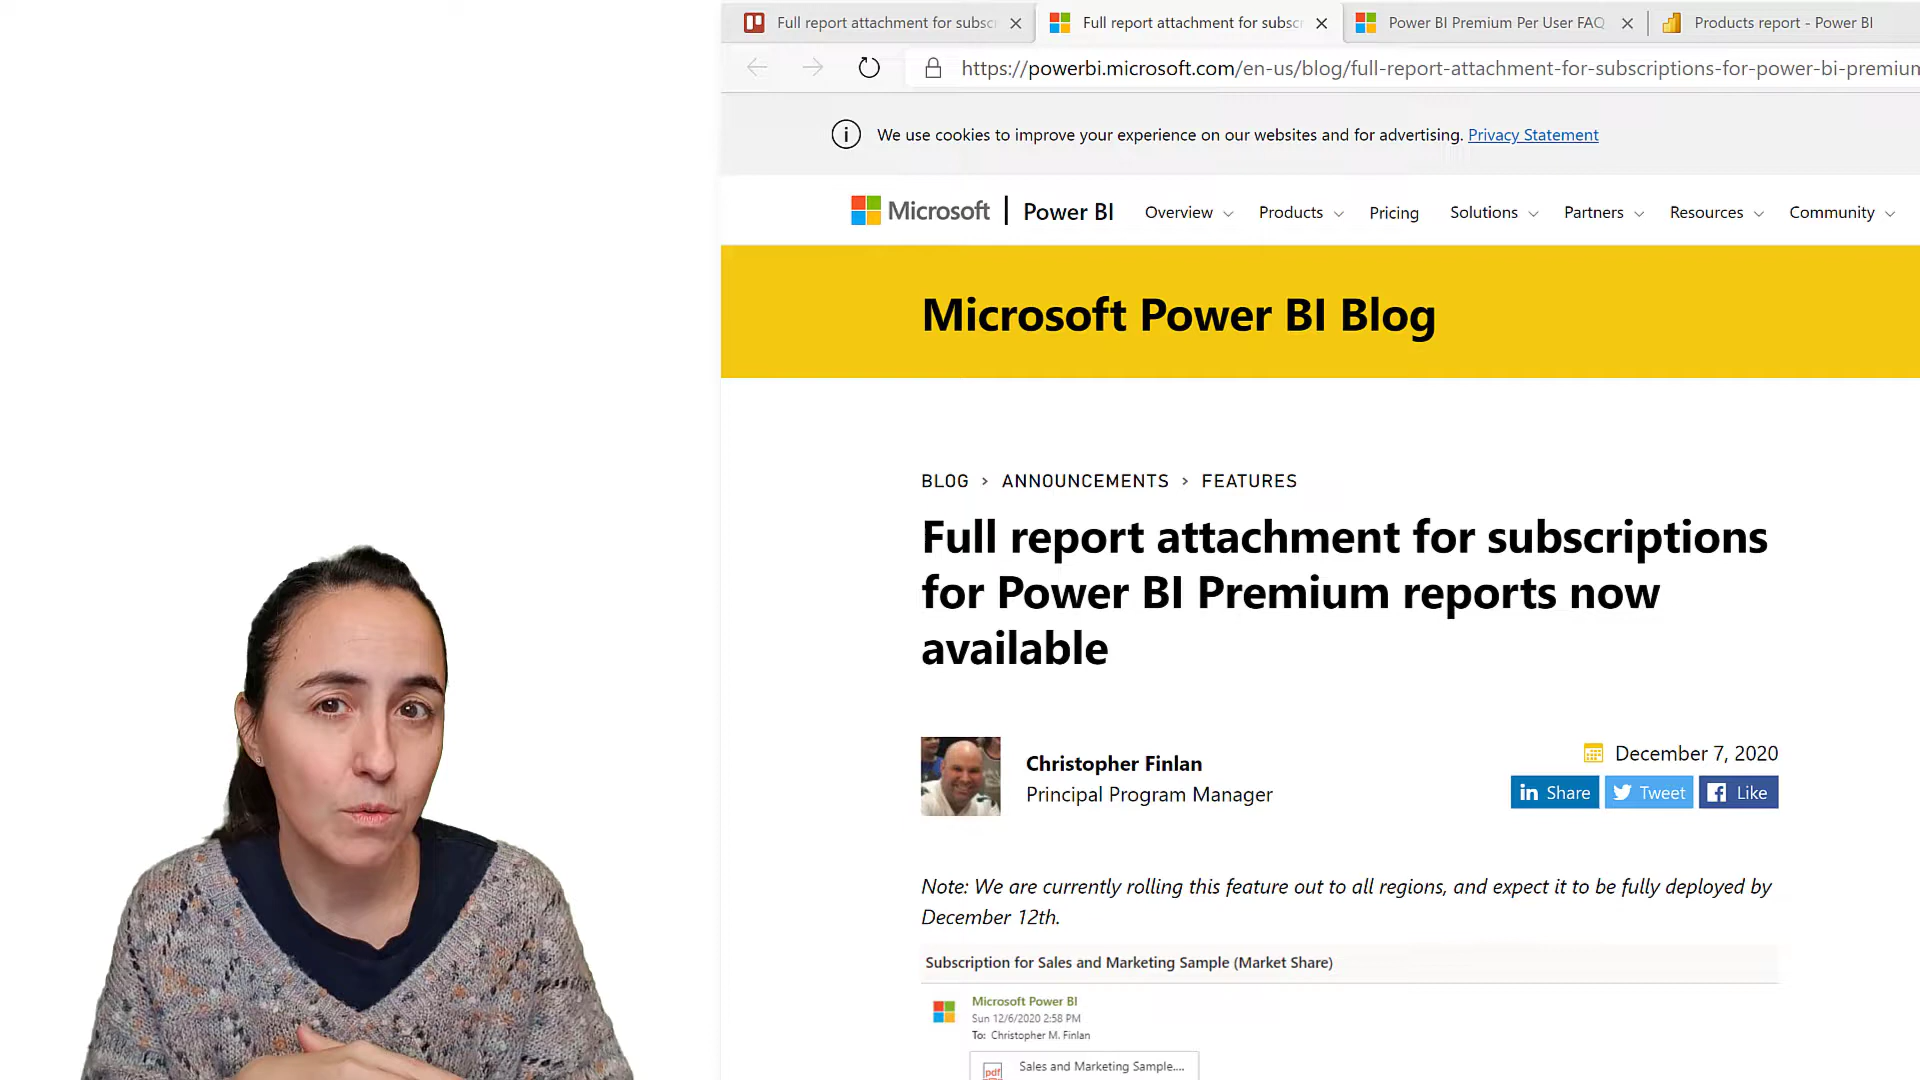 Full report attachment for subsc
Full report attachment for subsc
Power BI Premium Per User FAQ
Products report - Power BI
https://powerbi.microsoft.com/en-us/blog/full-report-attachment-for-subscriptions-for-power-bi-premium
We use cookies to improve your experience on our websites and for advertising. Privacy Statement
Microsoft | Power BI Overview Products Pricing Solutions Partners Resources Community
Microsoft Power BI Blog
BLOG > ANNOUNCEMENTS > FEATURES
Full report attachment for subscriptions
for Power BI Premium reports now
available
Christopher Finlan
Principal Program Manager
December 7, 2020
in Share Tweet Like
Note: We are currently rolling this feature out to all regions, and expect it to be fully deployed by
December 12th.
Subscription for Sales and Marketing Sample (Market Share)
Microsoft Power BI
Sun 12/6/2020 2:58 PM
To: Christopher M. Finlan
Sales and Marketing Sample....
pdf